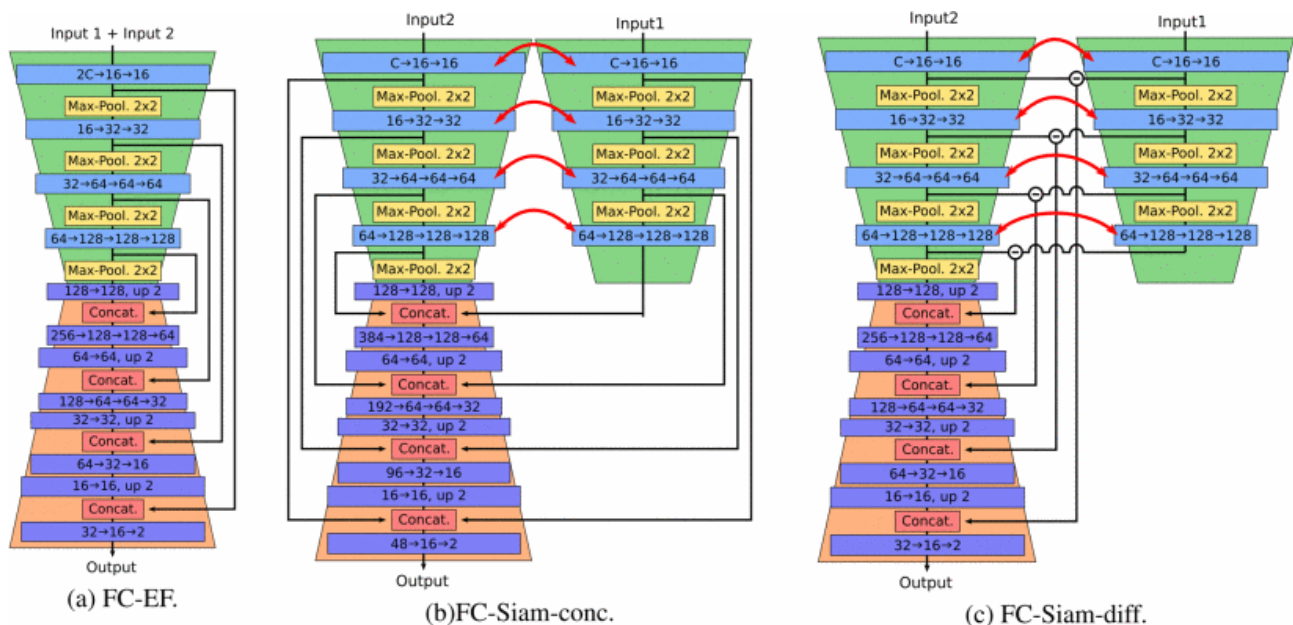 Input 1 + Input 2
2C→16→16
Max-Pool. 2x2
16→32→32
Max-Pool. 2x2
32→64→64→64
Max-Pool. 2x2
64→128→128→128
Max-Pool. 2x2
128→128, up 2
Concat.
256→128→128→64
64→64, up 2
Concat.
128→64→64→32
32→32, up 2
Concat.
64→32→16
16→16, up 2
Concat.
32→16→2
Output
(a) FC-EF.
Input2
Input1
C→16→16
C→16→16
Max-Pool. 2x2
Max-Pool. 2x2
16→32→32
16→32→32
Max-Pool. 2x2
Max-Pool. 2x2
32→64→64→64
32→64→64→64
Max-Pool. 2x2
Max-Pool. 2x2
64→128→128→128
64→128→128→128
Max-Pool. 2x2
128→128, up 2
Concat.
384→128→128→64
64→64, up 2
Concat.
192→64→64→32
32→32, up 2
Concat.
96→32→16
16→16, up 2
Concat.
48→16→2
Output
(b)FC-Siam-conc.
Input2
Input1
C→16→16
C→16→16
Max-Pool. 2x2
Max-Pool. 2x2
16→32→32
16→32→32
Max-Pool. 2x2
Max-Pool. 2x2
32→64→64→64
32→64→64→64
Max-Pool. 2x2
Max-Pool. 2x2
64→128→128→128
64→128→128→128
Max-Pool. 2x2
128→128, up 2
Concat.
256→128→128→64
64→64, up 2
Concat.
128→64→64→32
32→32, up 2
Concat.
64→32→16
16→16, up 2
Concat.
32→16→2
Output
(c) FC-Siam-diff.